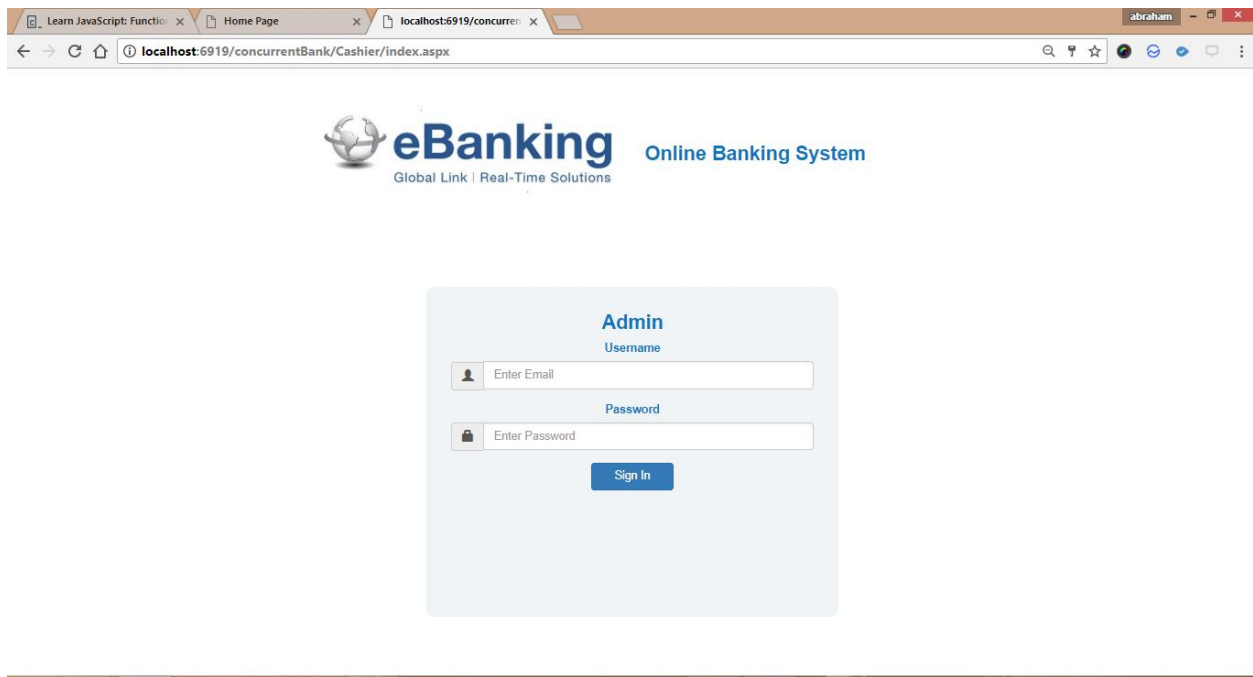 Learn JavaScript: Functio
Home Page
localhost:6919/concurren
abraham
localhost:6919/concurrentBank/Cashier/index.aspx
eBanking
Global Link | Real-Time Solutions
Online Banking System
Admin
Username
Enter Email
Password
Enter Password
Sign In